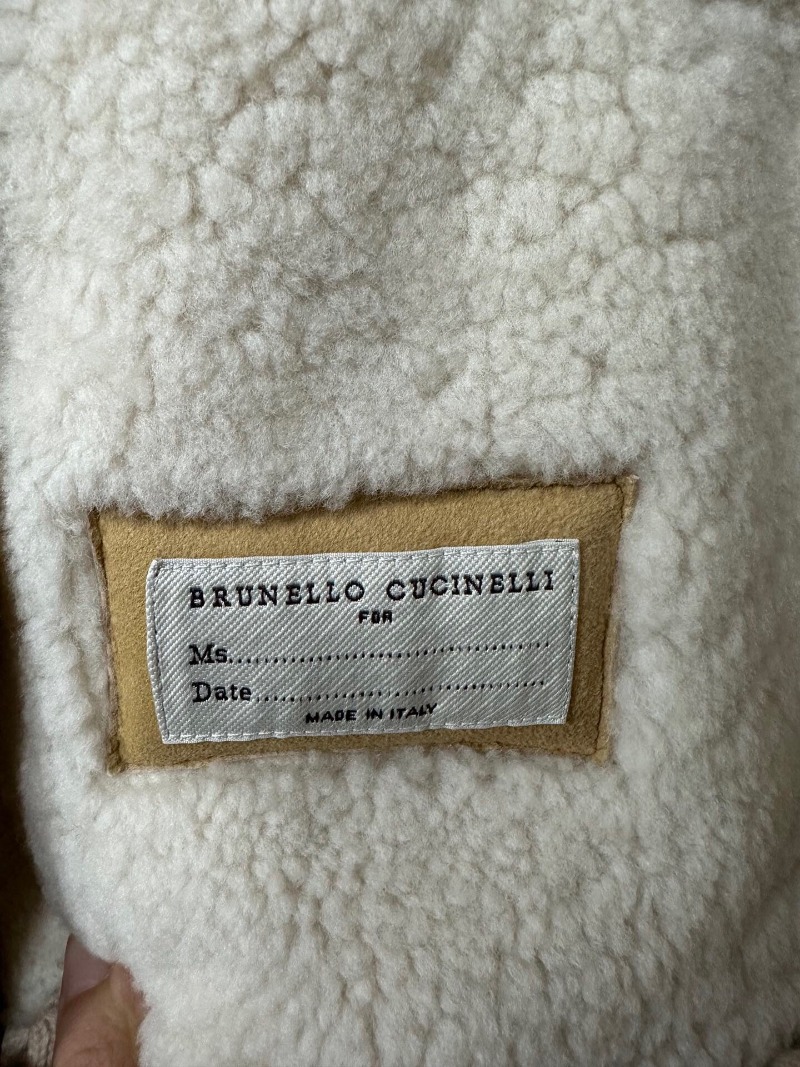 BRUNELLO CUCINELLI
FOR
Ms...........................................
Date........................................
MADE IN ITALY